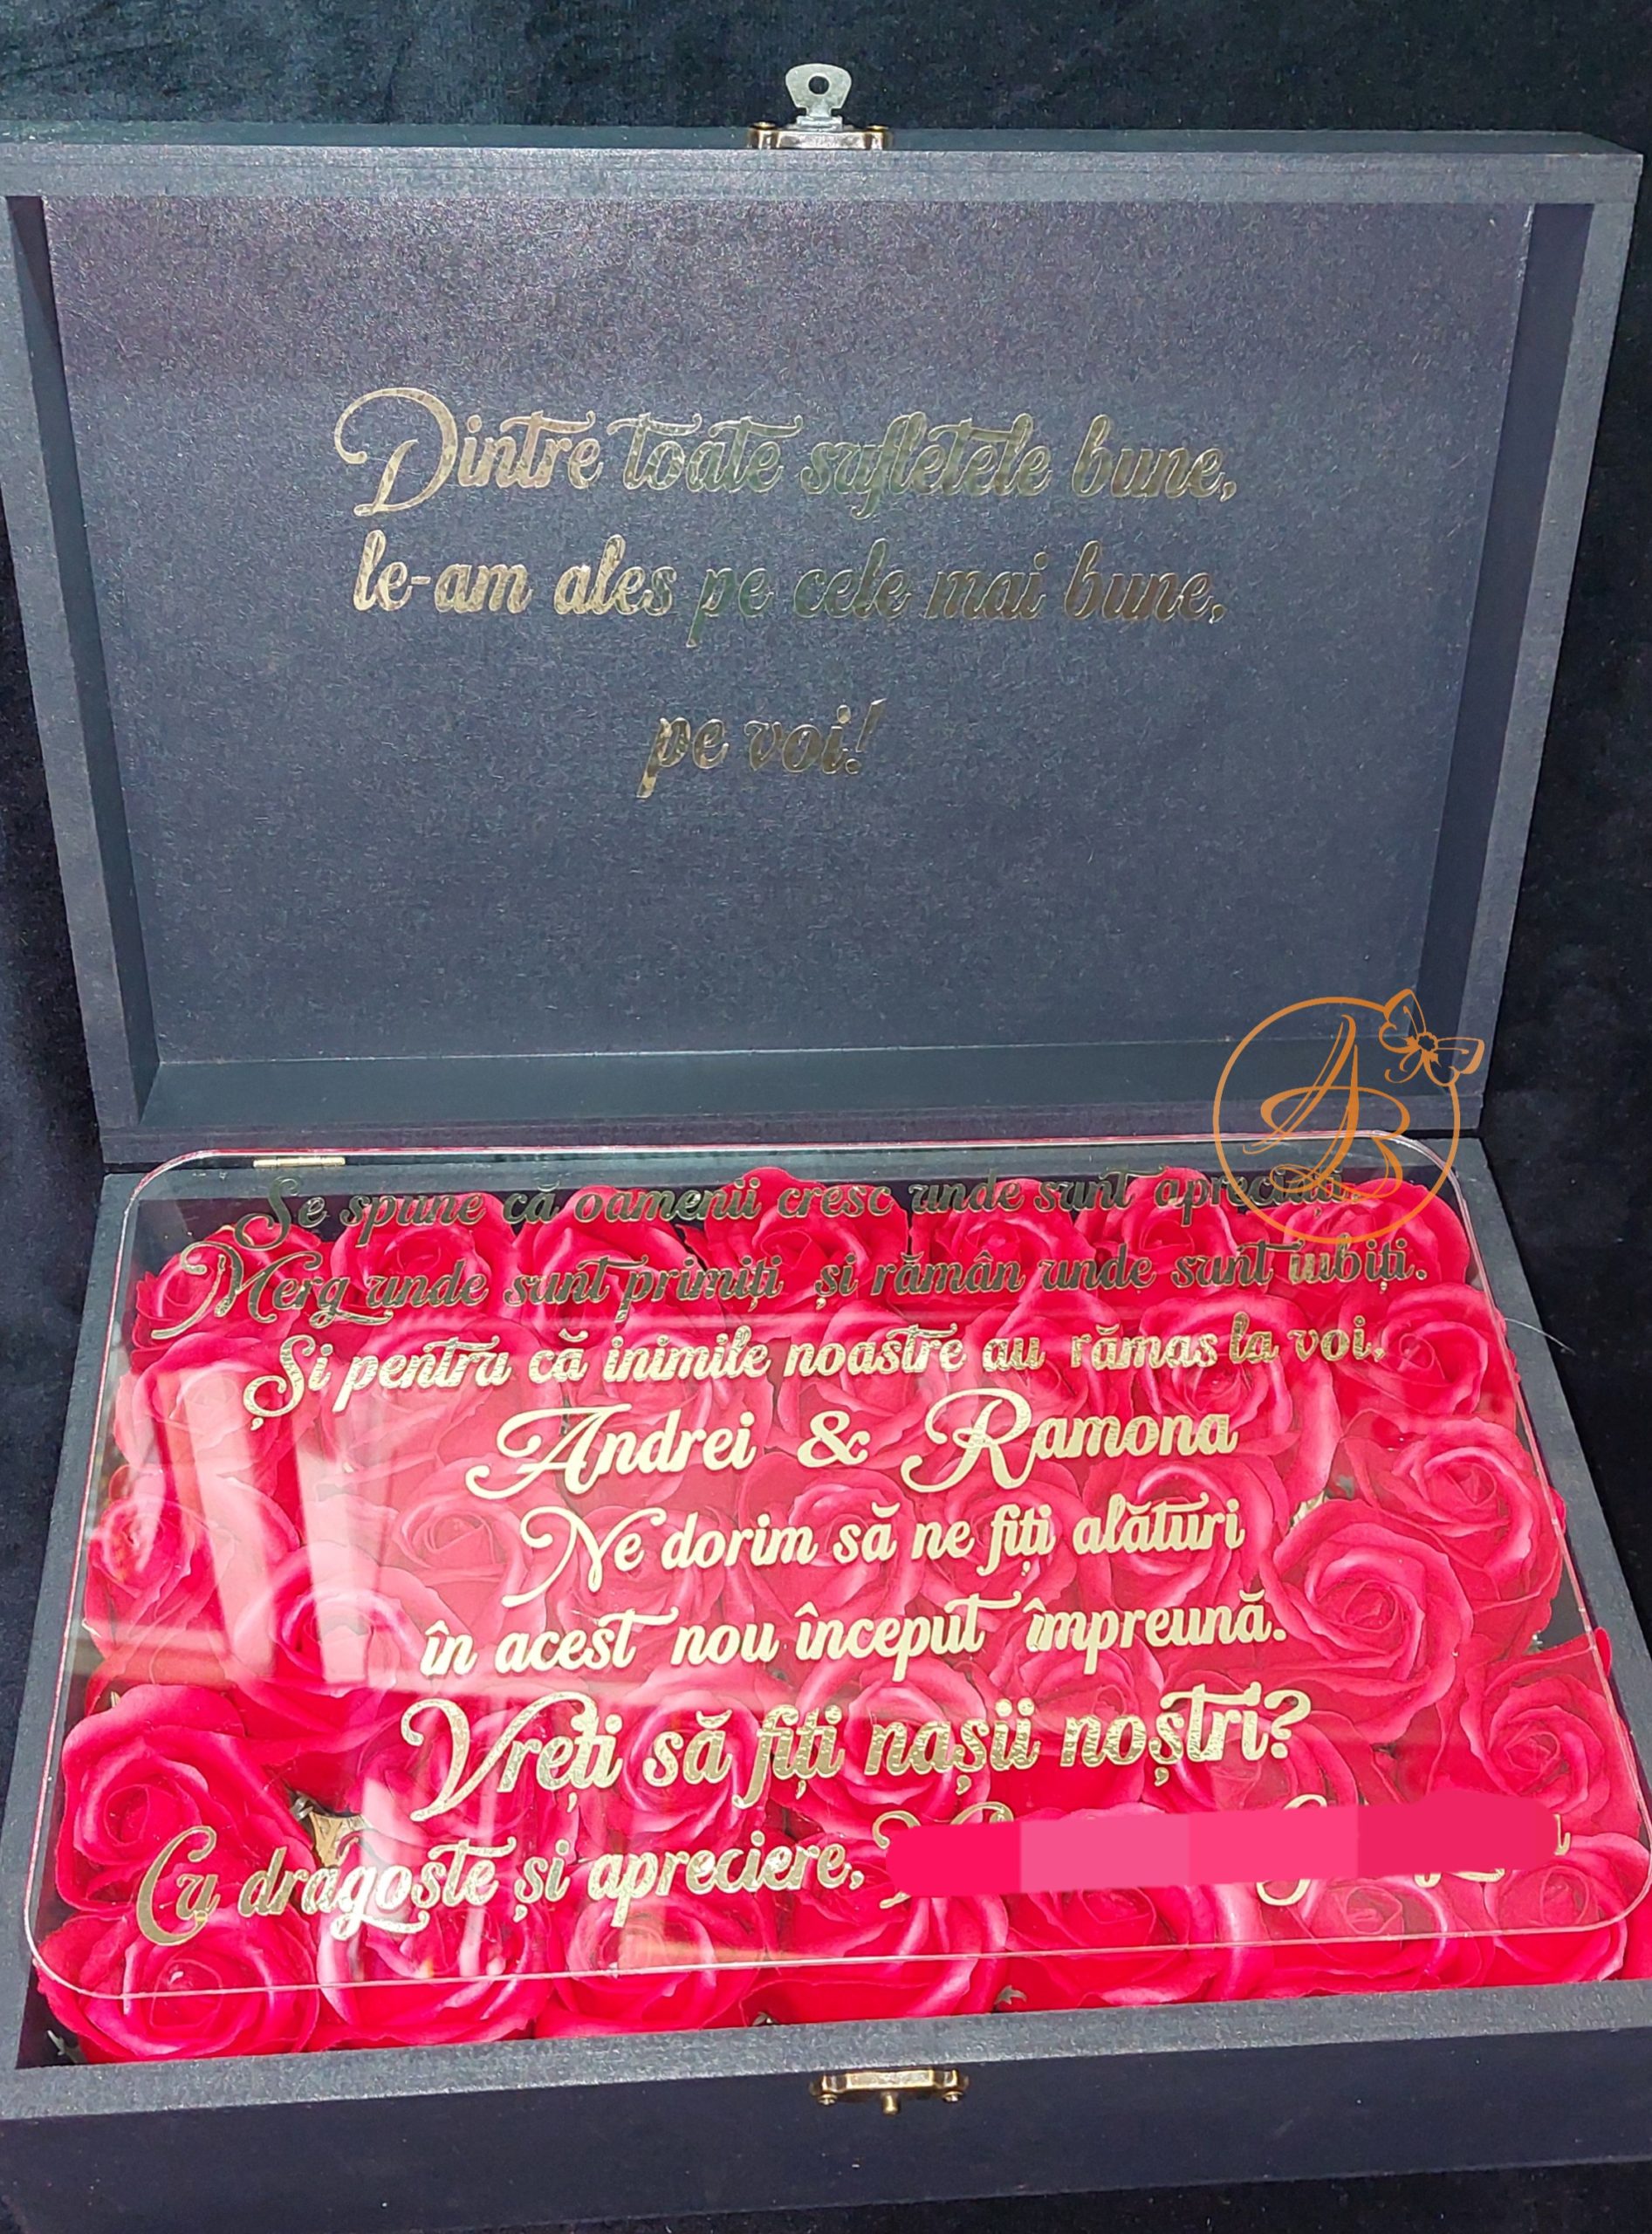 Dintre toate sufletele bune,
le-am ales pe cele mai bune,
pe voi!
AB
Se spune că oamenii cresc unde sunt apreciați.
Merg unde sunt primiți și rămân unde sunt iubiți.
Și pentru că inimile noastre au rămas la voi,
Andrei & Ramona
Ne dorim să ne fiți alături
în acest nou început împreună.
Vreți să fiți nașii noștri?
Cu dragoste și apreciere,